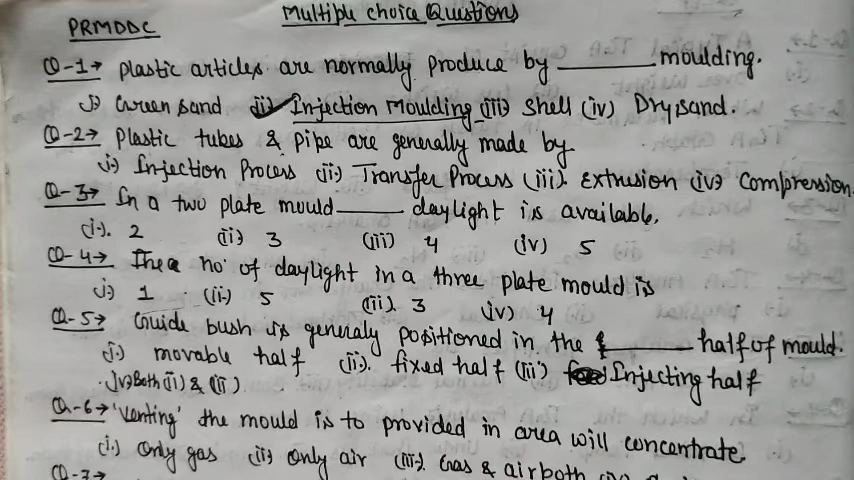 Multiple choice Questions
PRMDDC
Q-1→ plastic articles are normally produce by ______ moulding.
i) Green sand (ii) Injection Moulding (iii) Shell (iv) Dry sand.
Q-2→ Plastic tubes & pipe are generally made by
i) Injection Process (ii) Transfer Process (iii). Extrusion (iv) Compression.
Q-3→ In a two plate mould ______ daylight is available.
(i). 2 (ii) 3 (iii) 4 (iv) 5
Q-4→ The no. of daylight in a three plate mould is
i) 1 (ii) 5 (ii). 3 iv) 4
Q-5→ Guide bush is generaly positioned in the ______ half of mould.
(i.) movable half (ii). fixed half (iii) Injecting half
iv) Both (i) & (ii).
Q-6→ 'Venting' the mould is to provided in area will concentrate
(i.) Only gas (ii) Only air (iii) Gas & air both
Q-7→